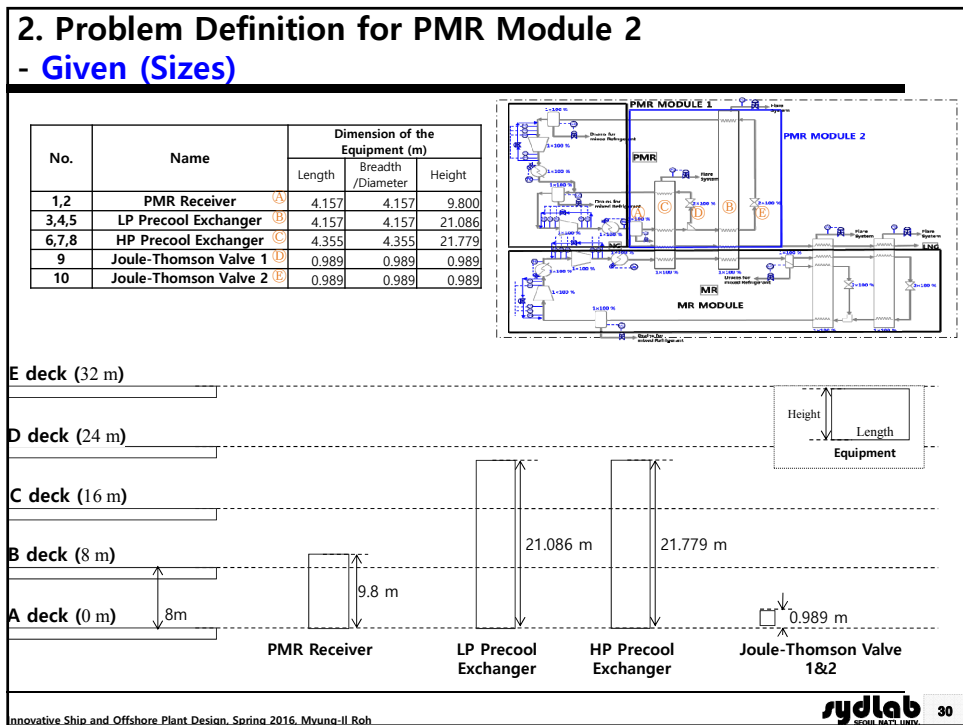 2. Problem Definition for PMR Module 2
- Given (Sizes)
No. Name Dimension of the Equipment (m)
Length Breadth /Diameter Height
1,2 PMR Receiver Ⓐ 4.157 4.157 9.800
3,4,5 LP Precool Exchanger Ⓑ 4.157 4.157 21.086
6,7,8 HP Precool Exchanger Ⓒ 4.355 4.355 21.779
9 Joule-Thomson Valve 1 Ⓓ 0.989 0.989 0.989
10 Joule-Thomson Valve 2 Ⓔ 0.989 0.989 0.989
PMR MODULE 1
PMR MODULE 2
PMR
Ⓐ Ⓒ Ⓓ Ⓑ Ⓔ
LNG
MR
MR MODULE
E deck (32 m)
D deck (24 m)
C deck (16 m)
B deck (8 m)
A deck (0 m)
8m
9.8 m
21.086 m
21.779 m
0.989 m
Height
Length
Equipment
PMR Receiver
LP Precool
Exchanger
HP Precool
Exchanger
Joule-Thomson Valve
1&2
Innovative Ship and Offshore Plant Design, Spring 2016, Myung-Il Roh
sydlab
SEOUL NAT'L UNIV.
30